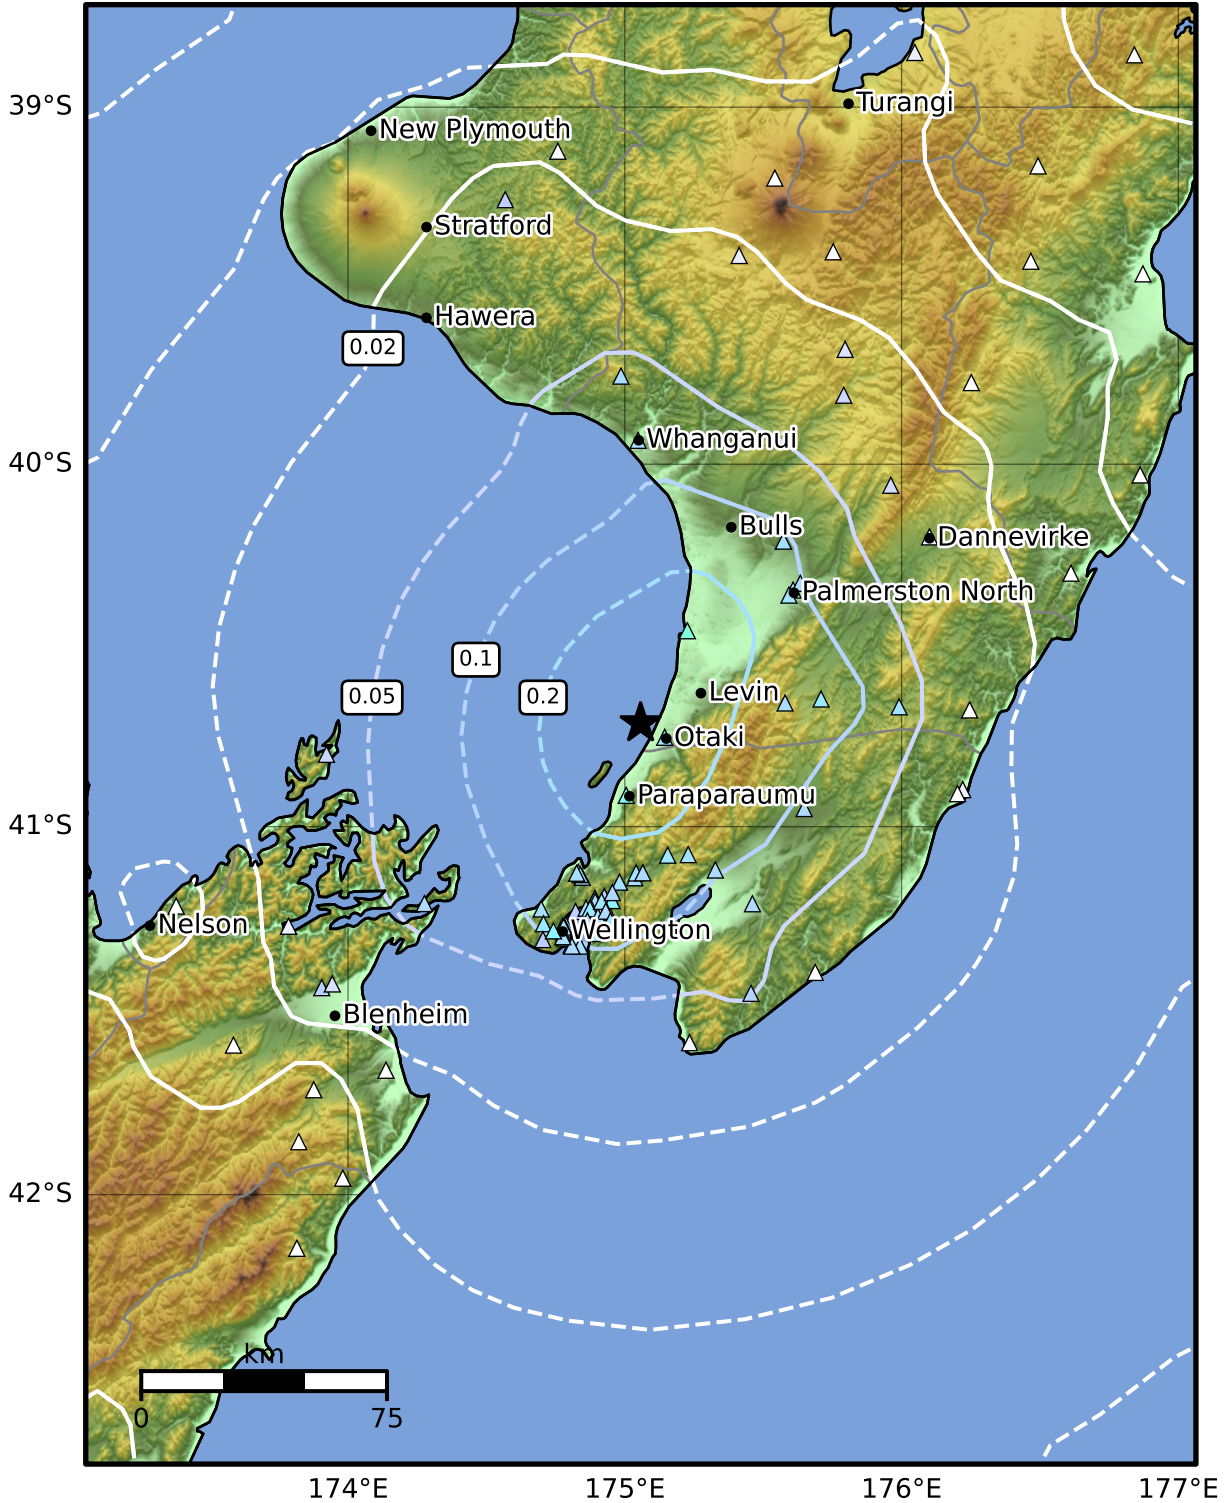 39°S
Turangi
New Plymouth
Stratford
Hawera
0.02
Whanganui
40°S
Bulls
Dannevirke
Palmerston North
0.1
0.05
0.2
Levin
Otaki
Paraparaumu
41°S
Nelson
Wellington
Blenheim
42°S
km
0
75
174°E
175°E
176°E
177°E